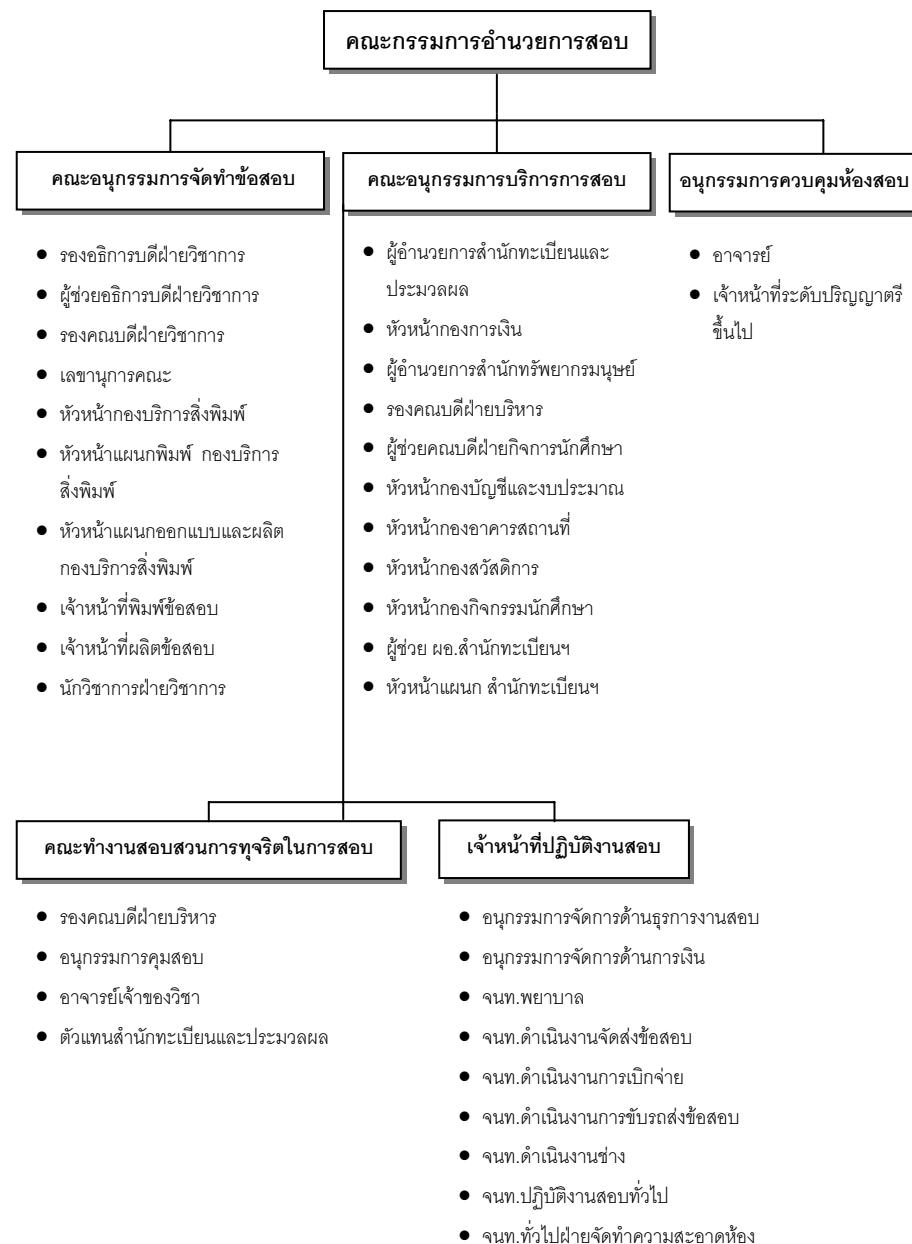 คณะกรรมการอำนวยการสอบ
คณะอนุกรรมการจัดทำข้อสอบ
• รองอธิการบดีฝ่ายวิชาการ
• ผู้ช่วยอธิการบดีฝ่ายวิชาการ
• รองคณบดีฝ่ายวิชาการ
• เลขานุการคณะ
• หัวหน้ากองบริการสิ่งพิมพ์
• หัวหน้าแผนกพิมพ์ กองบริการ
สิ่งพิมพ์
• หัวหน้าแผนกออกแบบและผลิต
กองบริการสิ่งพิมพ์
• เจ้าหน้าที่พิมพ์ข้อสอบ
• เจ้าหน้าที่ผลิตข้อสอบ
• นักวิชาการฝ่ายวิชาการ
คณะอนุกรรมการบริการการสอบ
• ผู้อำนวยการสำนักทะเบียนและ
ประมวลผล
• หัวหน้ากองการเงิน
• ผู้อำนวยการสำนักทรัพยากรมนุษย์
• รองคณบดีฝ่ายบริหาร
• ผู้ช่วยคณบดีฝ่ายกิจการนักศึกษา
• หัวหน้ากองบัญชีและงบประมาณ
• หัวหน้ากองอาคารสถานที่
• หัวหน้ากองสวัสดิการ
• หัวหน้ากองกิจกรรมนักศึกษา
• ผู้ช่วย ผอ.สำนักทะเบียนฯ
• หัวหน้าแผนก สำนักทะเบียนฯ
อนุกรรมการควบคุมห้องสอบ
• อาจารย์
• เจ้าหน้าที่ระดับปริญญาตรี
ขึ้นไป
คณะทำงานสอบสวนการทุจริตในการสอบ
• รองคณบดีฝ่ายบริหาร
• อนุกรรมการคุมสอบ
• อาจารย์เจ้าของวิชา
• ตัวแทนสำนักทะเบียนและประมวลผล
เจ้าหน้าที่ปฏิบัติงานสอบ
• อนุกรรมการจัดการด้านธุรการงานสอบ
• อนุกรรมการจัดการด้านการเงิน
• จนท.พยาบาล
• จนท.ดำเนินงานจัดส่งข้อสอบ
• จนท.ดำเนินงานการเบิกจ่าย
• จนท.ดำเนินงานการขับรถส่งข้อสอบ
• จนท.ดำเนินงานช่าง
• จนท.ปฏิบัติงานสอบทั่วไป
• จนท.ทั่วไปฝ่ายจัดทำความสะอาดห้อง